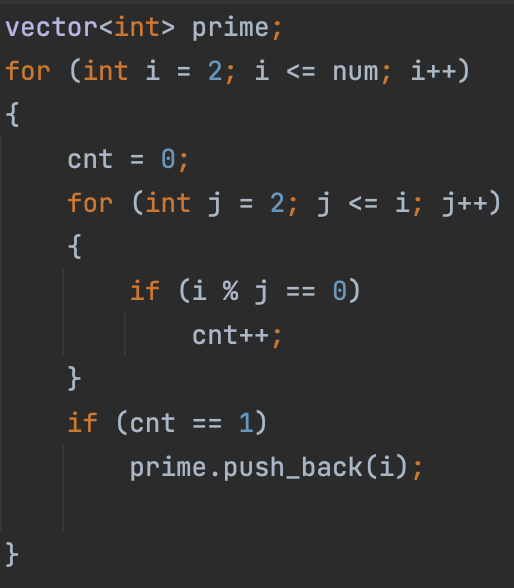 vector<int> prime;
for (int i = 2; i <= num; i++)
{
    cnt = 0;
    for (int j = 2; j <= i; j++)
    {
        if (i % j == 0)
            cnt++;
    }
    if (cnt == 1)
        prime.push_back(i);

}